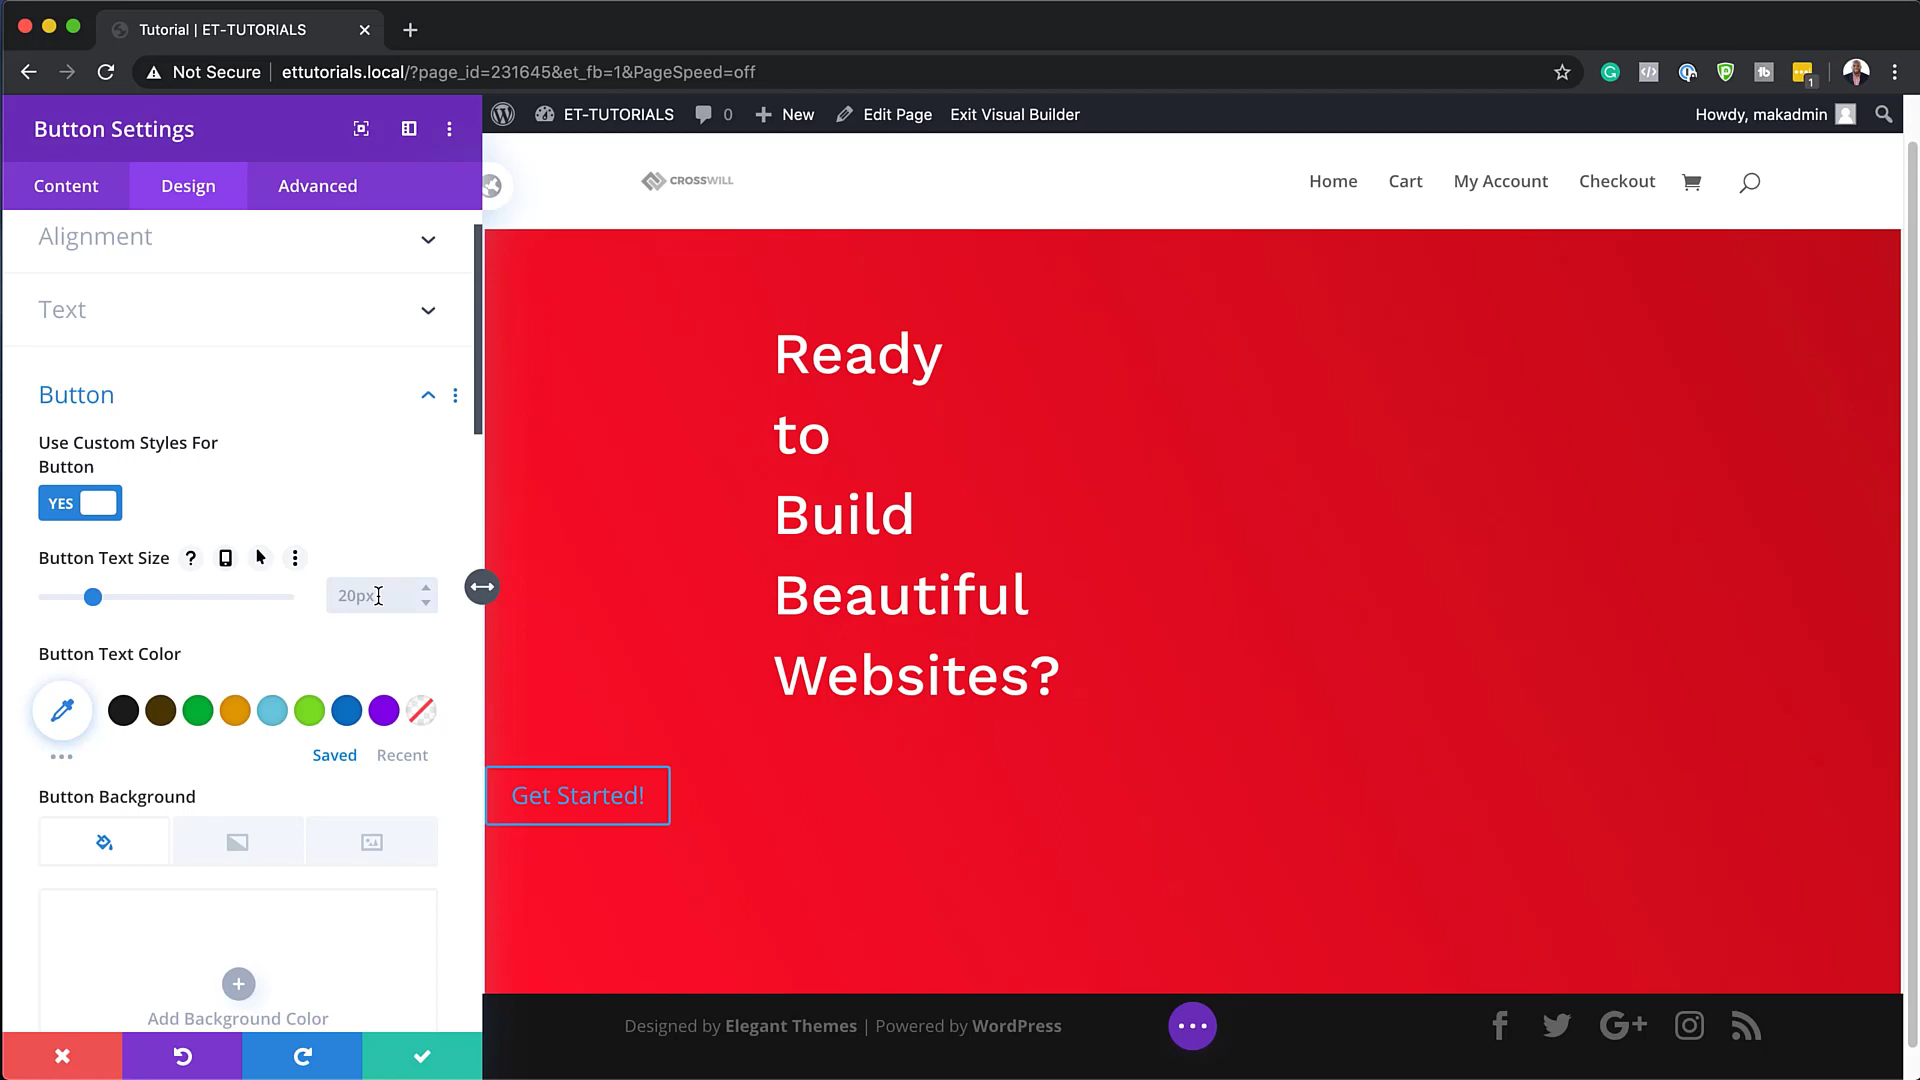 Tutorial | ET-TUTORIALS
Not Secure
ettutorials.local/?page_id=231645&et_fb=1&PageSpeed=off
1
Button Settings
ET-TUTORIALS
0
New
Edit Page
Exit Visual Builder
Howdy, makadmin
Content
Design
Advanced
CROSSWILL
Home
Cart
My Account
Checkout
Alignment
Text
Button
Use Custom Styles For
Button
YES
Button Text Size
?
20px
Button Text Color
Saved
Recent
Button Background
Add Background Color
Ready
to
Build
Beautiful
Websites?
Get Started!
Designed by Elegant Themes | Powered by WordPress